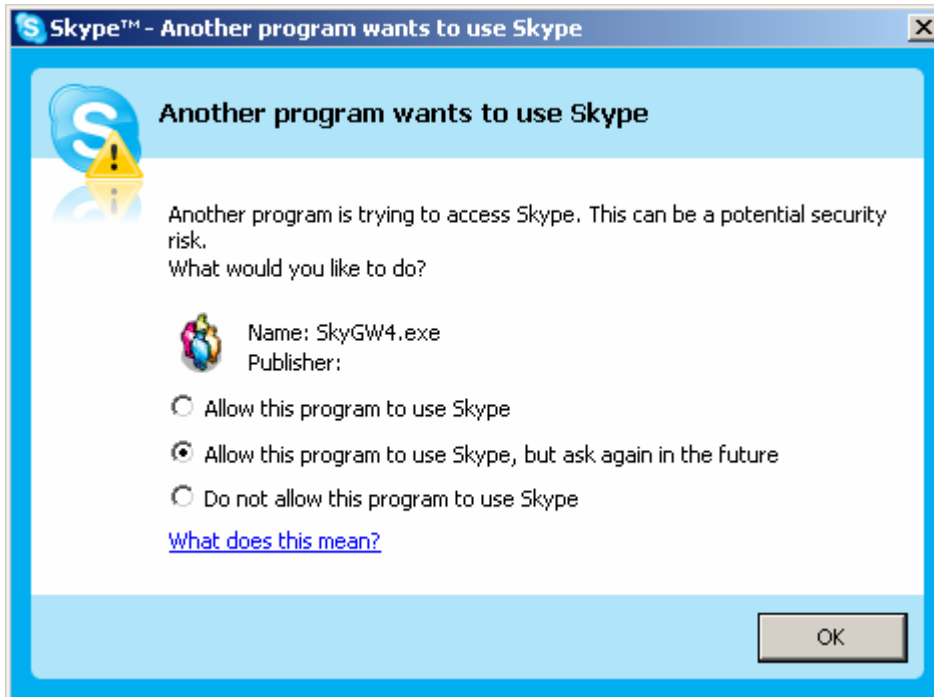 Skype™ - Another program wants to use Skype
Another program wants to use Skype
Another program is trying to access Skype. This can be a potential security
risk.
What would you like to do?
Name: SkyGW4.exe
Publisher:
Allow this program to use Skype
Allow this program to use Skype, but ask again in the future
Do not allow this program to use Skype
What does this mean?
OK